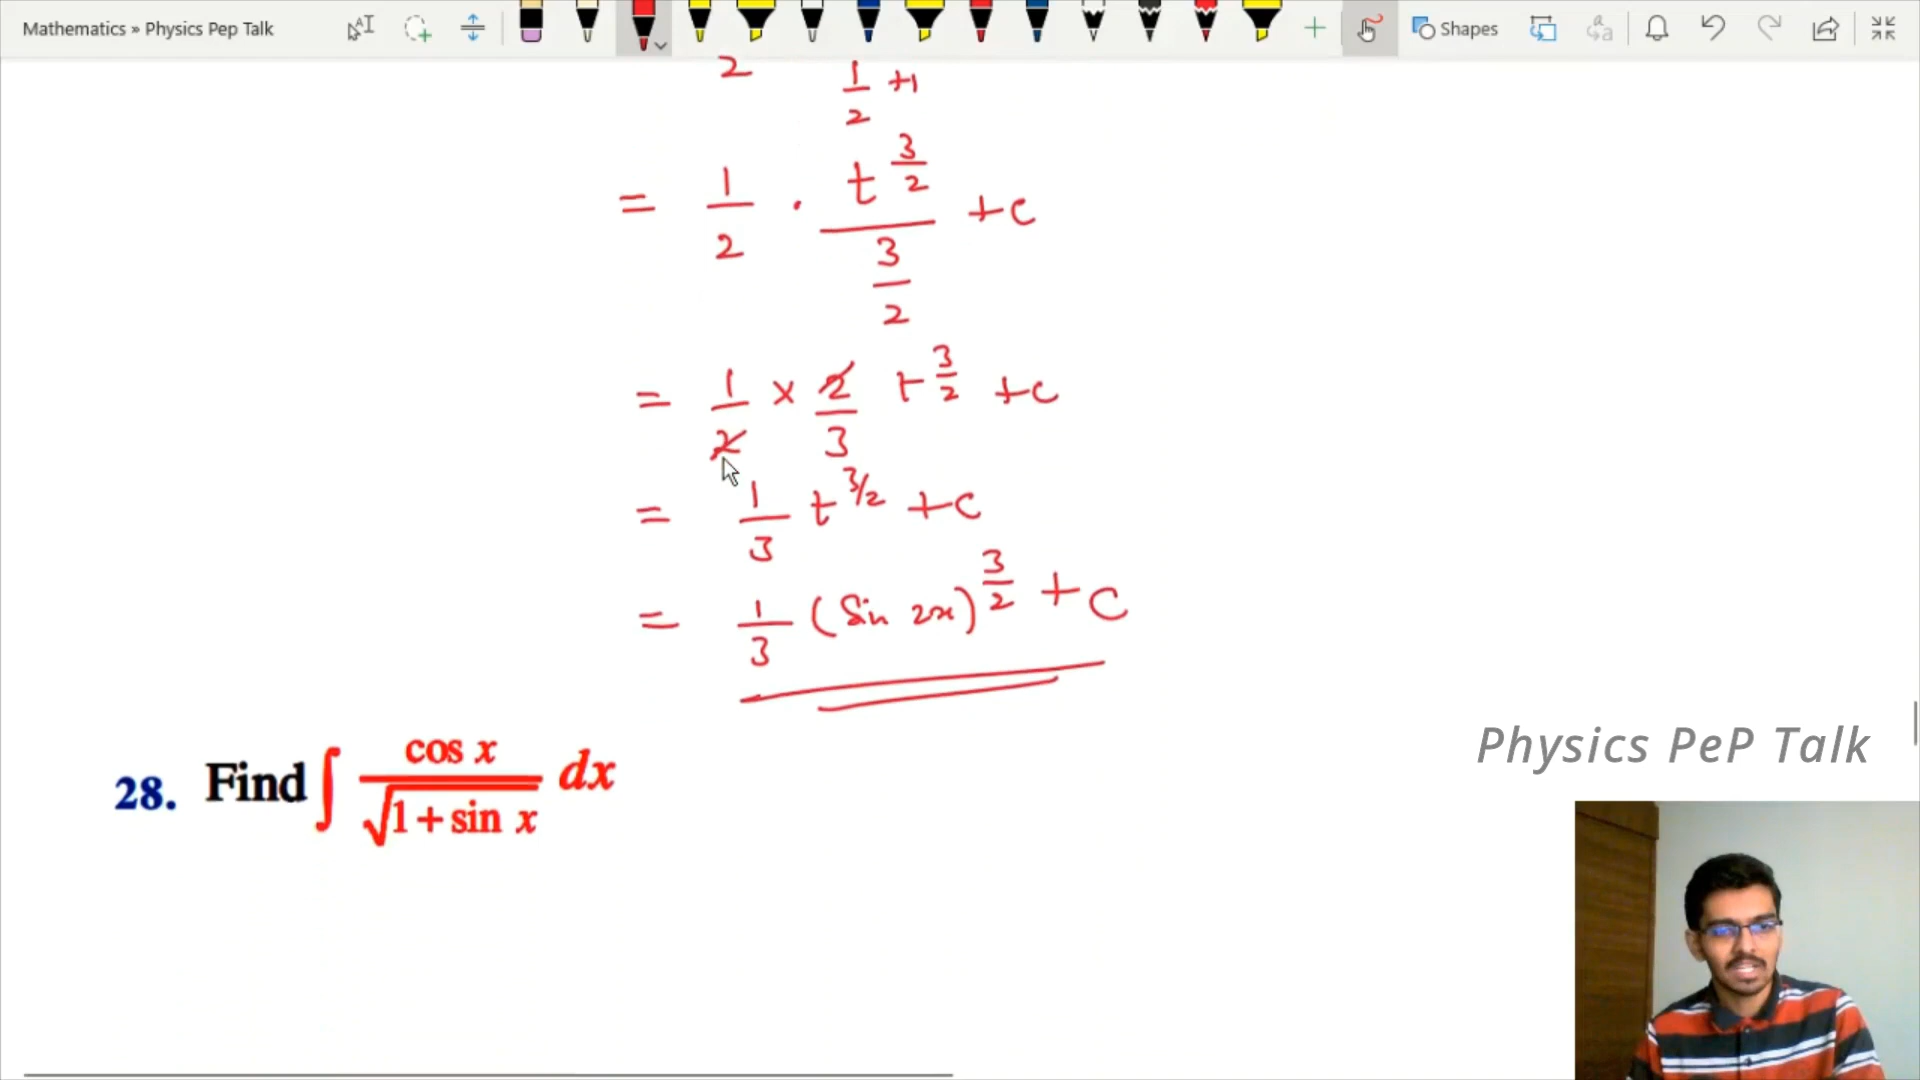 Mathematics » Physics Pep Talk
Shapes
2 1/2 +1
= 1/2 . t^3/2 / 3/2 + c
= 1/2 × 2/3 t^3/2 + c
= 1/3 t^3/2 + c
= 1/3 (Sin 2x)^3/2 + C
28. Find ∫ cos x / √1 + sin x dx
Physics PeP Talk